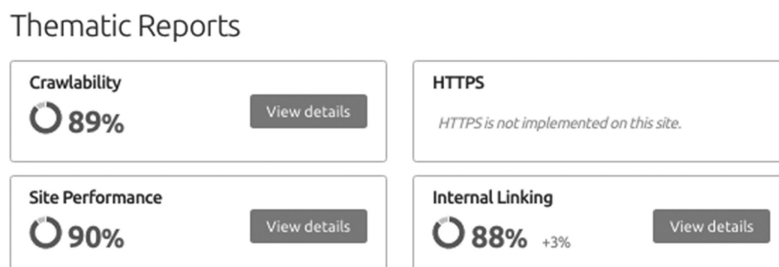 Thematic Reports
Crawlability
89%
View details
HTTPS
HTTPS is not implemented on this site.
Site Performance
90%
View details
Internal Linking
88% +3%
View details